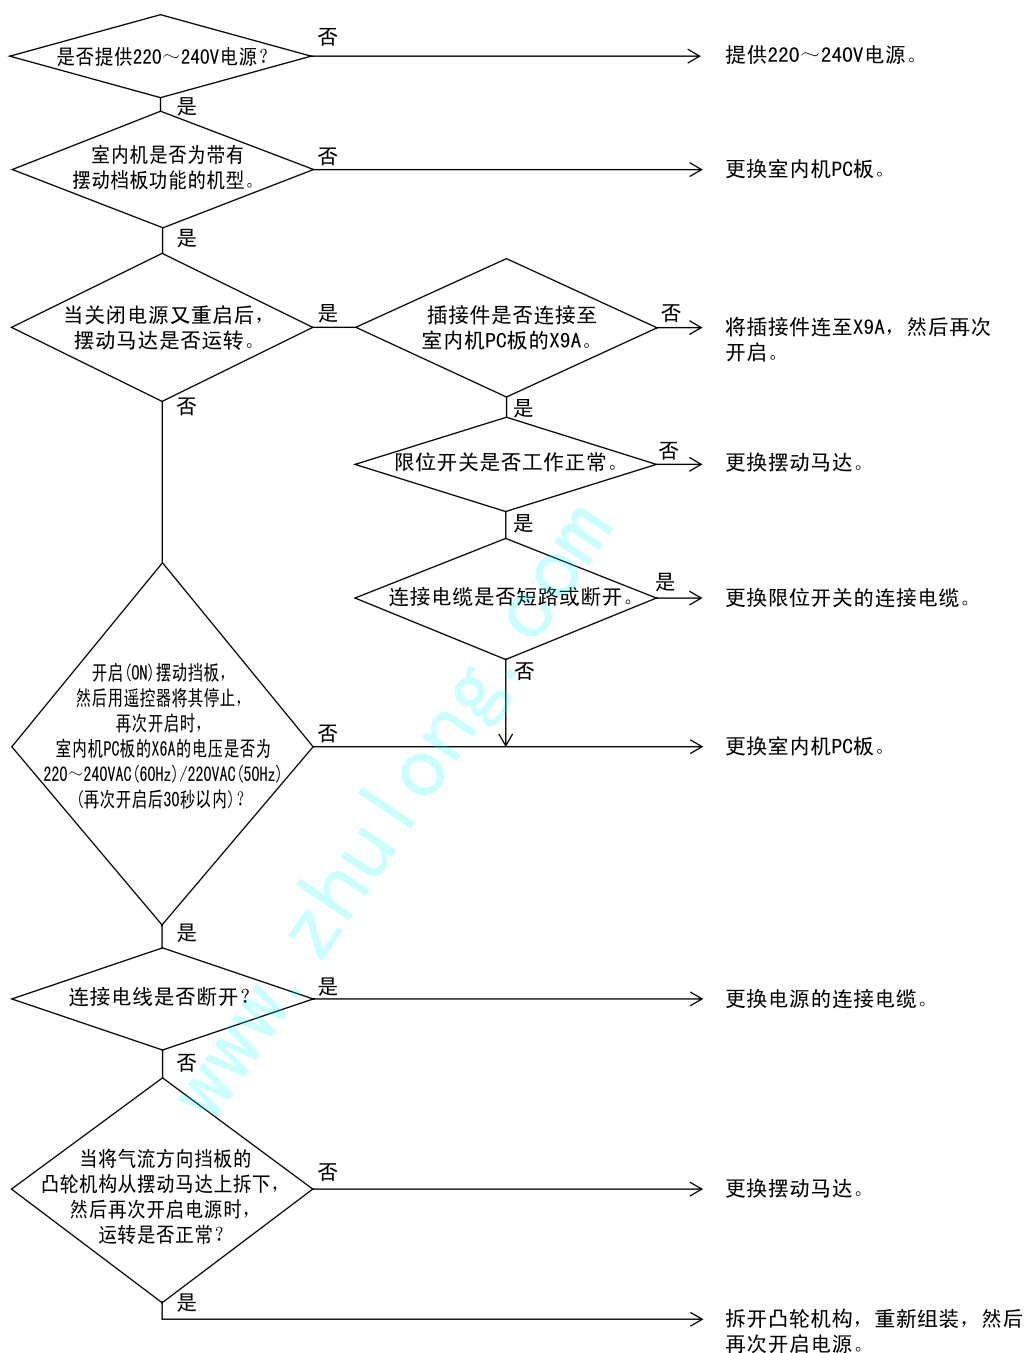 是否提供220～240V电源？
否
提供220～240V电源。
是
室内机是否为带有
摆动档板功能的机型。
否
更换室内机PC板。
是
当关闭电源又重启后，
摆动马达是否运转。
是
插接件是否连接至
室内机PC板的X9A。
否
将插接件连至X9A，然后再次
开启。
否
是
限位开关是否工作正常。
否
更换摆动马达。
是
连接电缆是否短路或断开。
是
更换限位开关的连接电缆。
否
开启(ON)摆动挡板，
然后用遥控器将其停止，
再次开启时，
室内机PC板的X6A的电压是否为
220～240VAC(60Hz)/220VAC(50Hz)
(再次开启后30秒以内)？
否
更换室内机PC板。
是
连接电线是否断开？
是
更换电源的连接电缆。
否
当将气流方向挡板的
凸轮机构从摆动马达上拆下，
然后再次开启电源时，
运转是否正常？
否
更换摆动马达。
是
拆开凸轮机构，重新组装，然后
再次开启电源。
www.zhulong.com